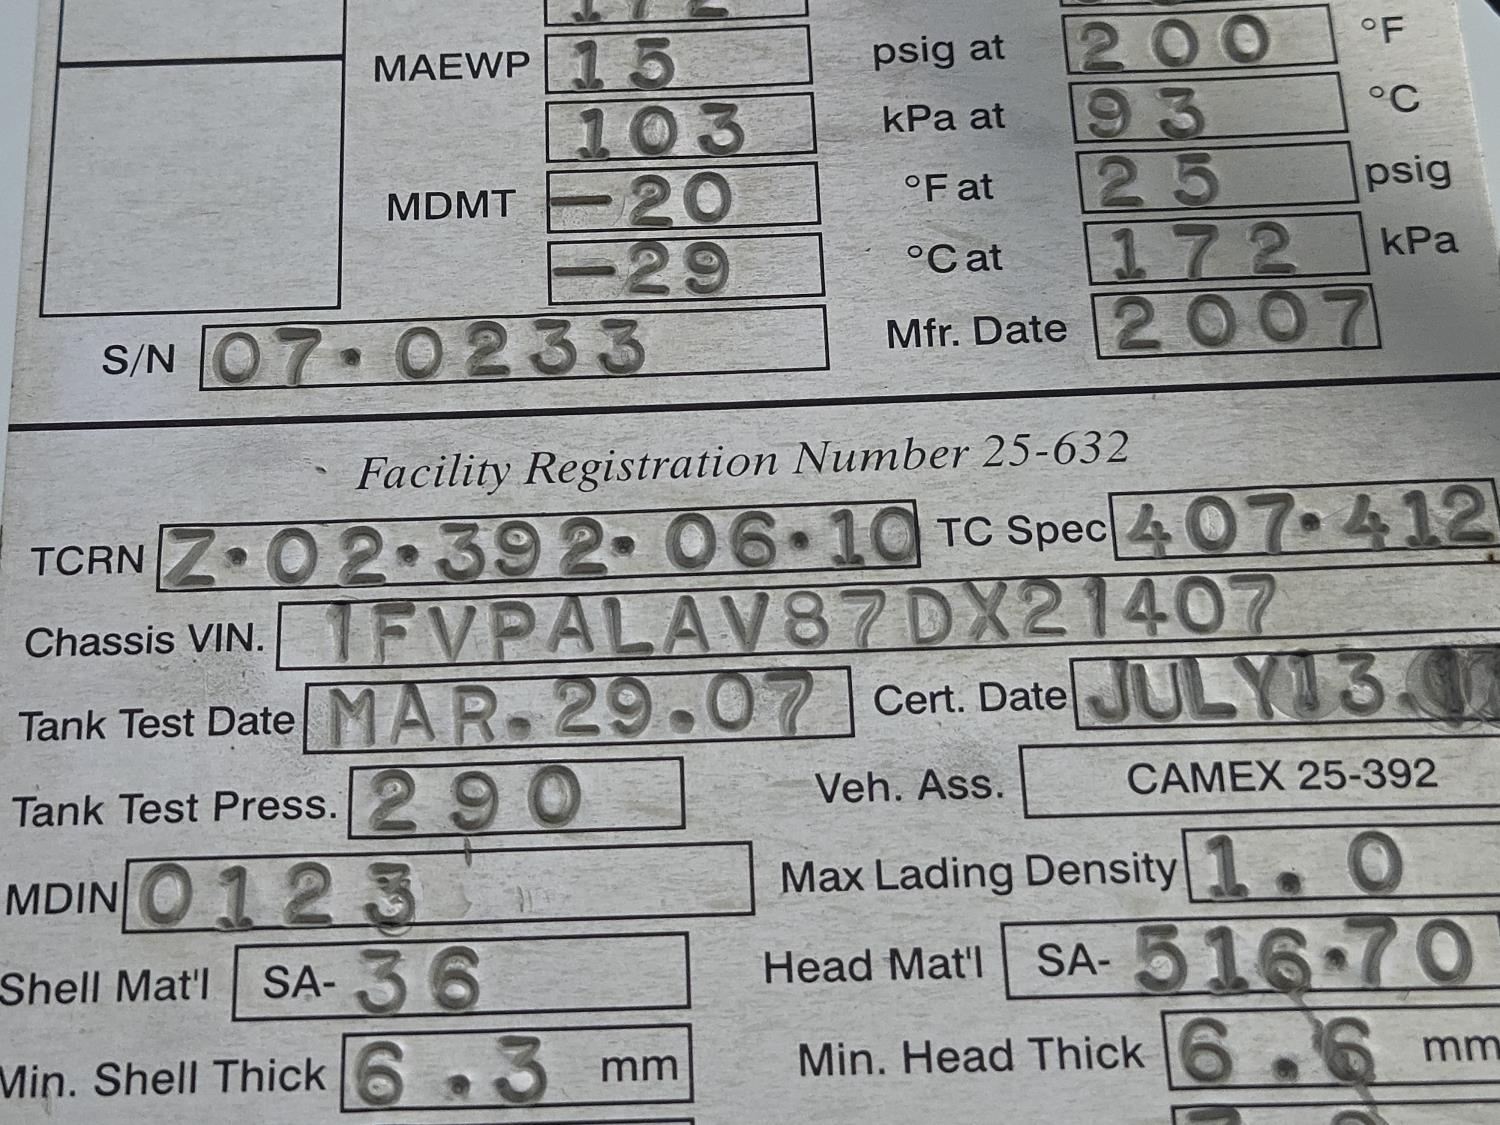 172
MAEWP 15 psig at 200 °F
103 kPa at 93 °C
MDMT -20 °F at 25 psig
-29 °C at 172 kPa
S/N 07·0233 Mfr. Date 2007
Facility Registration Number 25-632
TCRN Z·02·392·06·10 TC Spec 407·412
Chassis VIN. 1FVPALAV87DX21407
Tank Test Date MAR.29.07 Cert. Date JULY13.
Tank Test Press. 290 Veh. Ass. CAMEX 25-392
MDIN 0123 Max Lading Density 1.0
Shell Mat'l SA-36 Head Mat'l SA-516·70
Min. Shell Thick 6.3 mm Min. Head Thick 6.6 mm